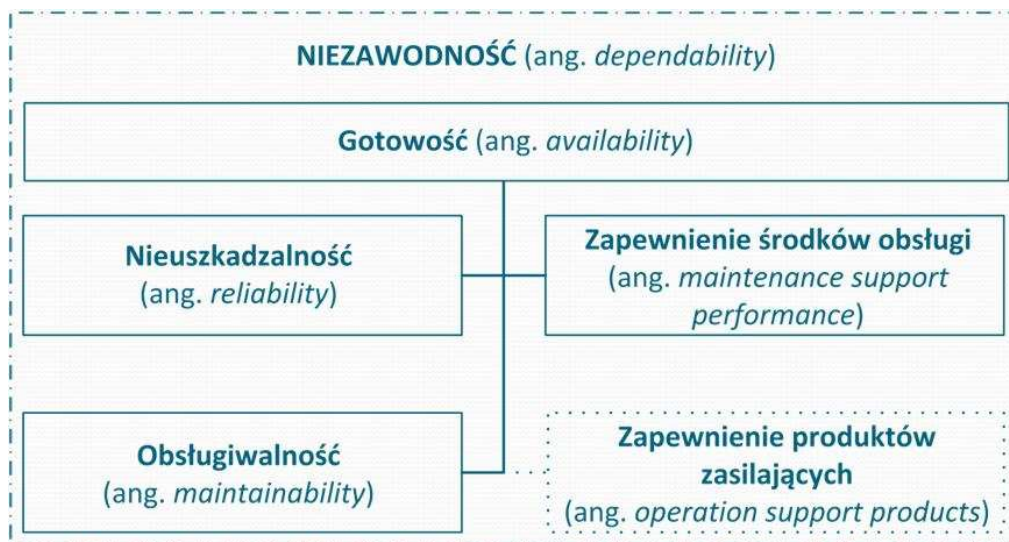 NIEZAWODNOŚĆ (ang. dependability)
Gotowość (ang. availability)
Nieuszkadzalność
(ang. reliability)
Zapewnienie środków obsługi
(ang. maintenance support
performance)
Obsługiwalność
(ang. maintainability)
Zapewnienie produktów
zasilających
(ang. operation support products)